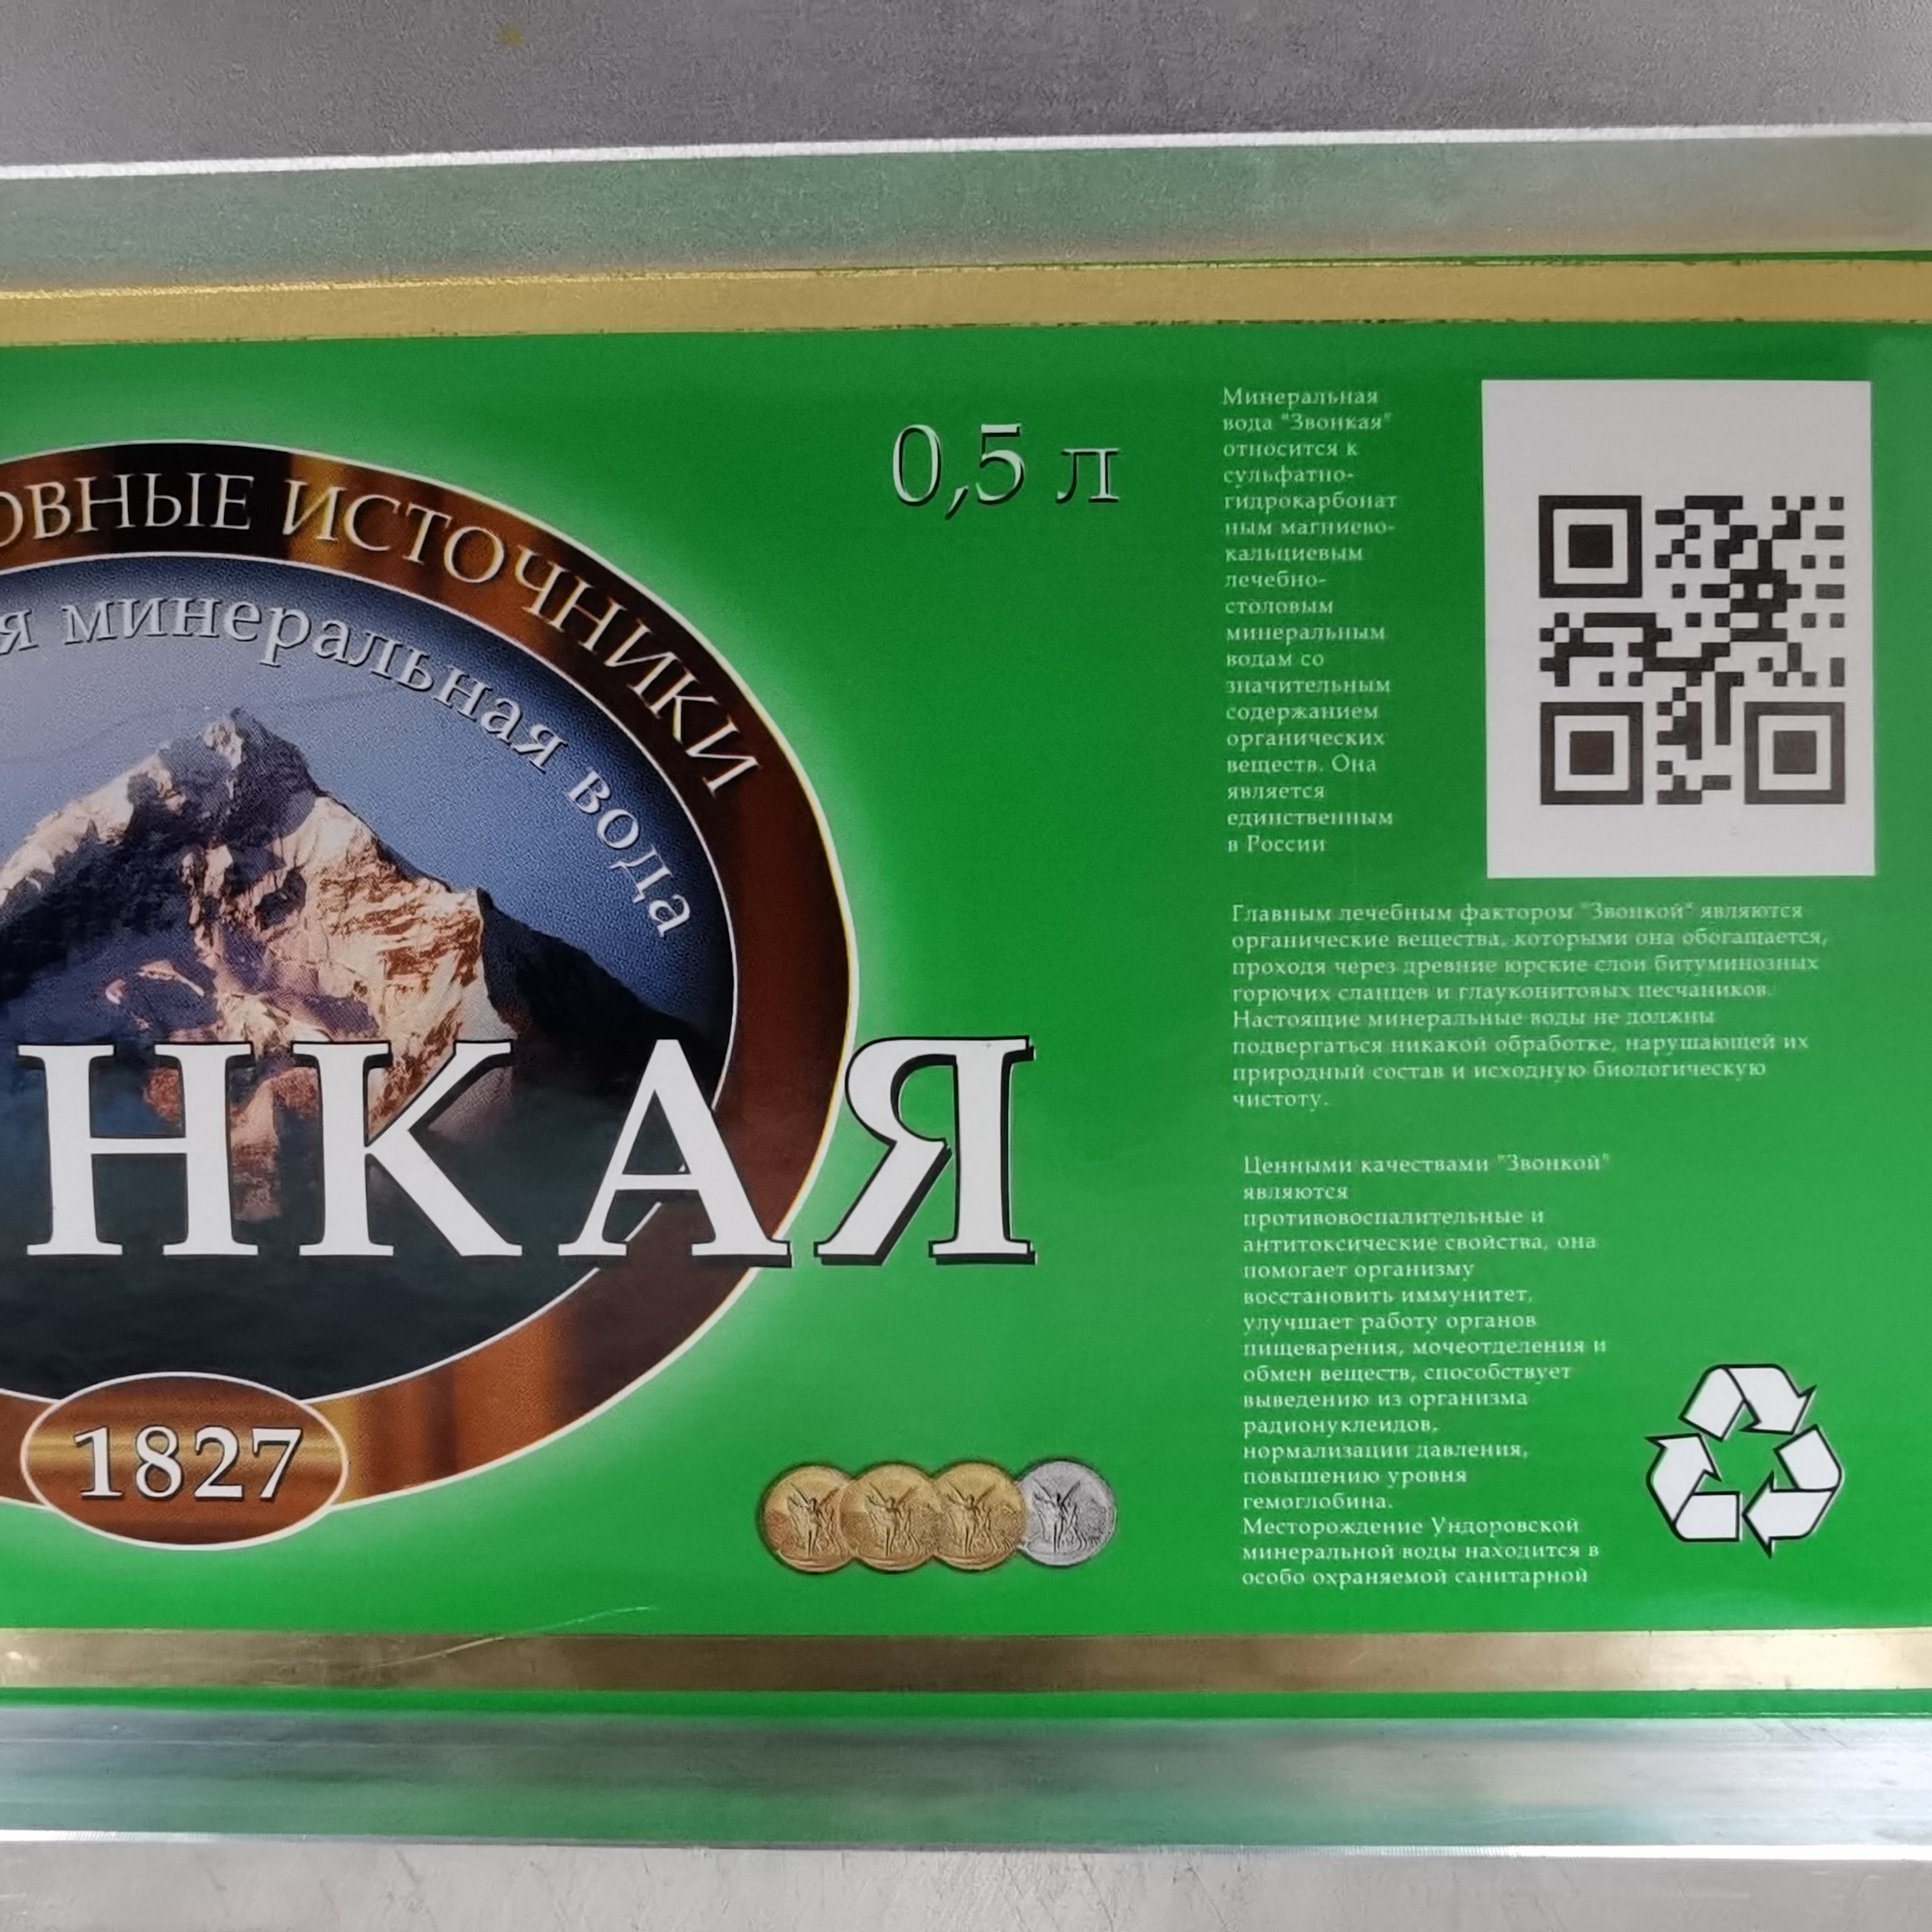 ОВНЫЕ ИСТОЧНИКИ
я минеральная вода
НКАЯ
1827
0,5 л
Минеральная
вода "Звонкая"
относится к
сульфатно-
гидрокарбонат
ным магниево-
кальциевым
лечебно-
столовым
минеральным
водам со
значительным
содержанием
органических
веществ. Она
является
единственным
в России
Главным лечебным фактором "Звонкой" являются
органические вещества, которыми она обогащается,
проходя через древние юрские слои битуминозных
горючих сланцев и глауконитовых песчаников.
Настоящие минеральные воды не должны
подвергаться никакой обработке, нарушающей их
природный состав и исходную биологическую
чистоту.
Ценными качествами "Звонкой"
являются
противовоспалительные и
антитоксические свойства, она
помогает организму
восстановить иммунитет,
улучшает работу органов
пищеварения, мочеотделения и
обмен веществ, способствует
выведению из организма
радионуклеидов,
нормализации давления,
повышению уровня
гемоглобина.
Месторождение Ундоровской
минеральной воды находится в
особо охраняемой санитарной